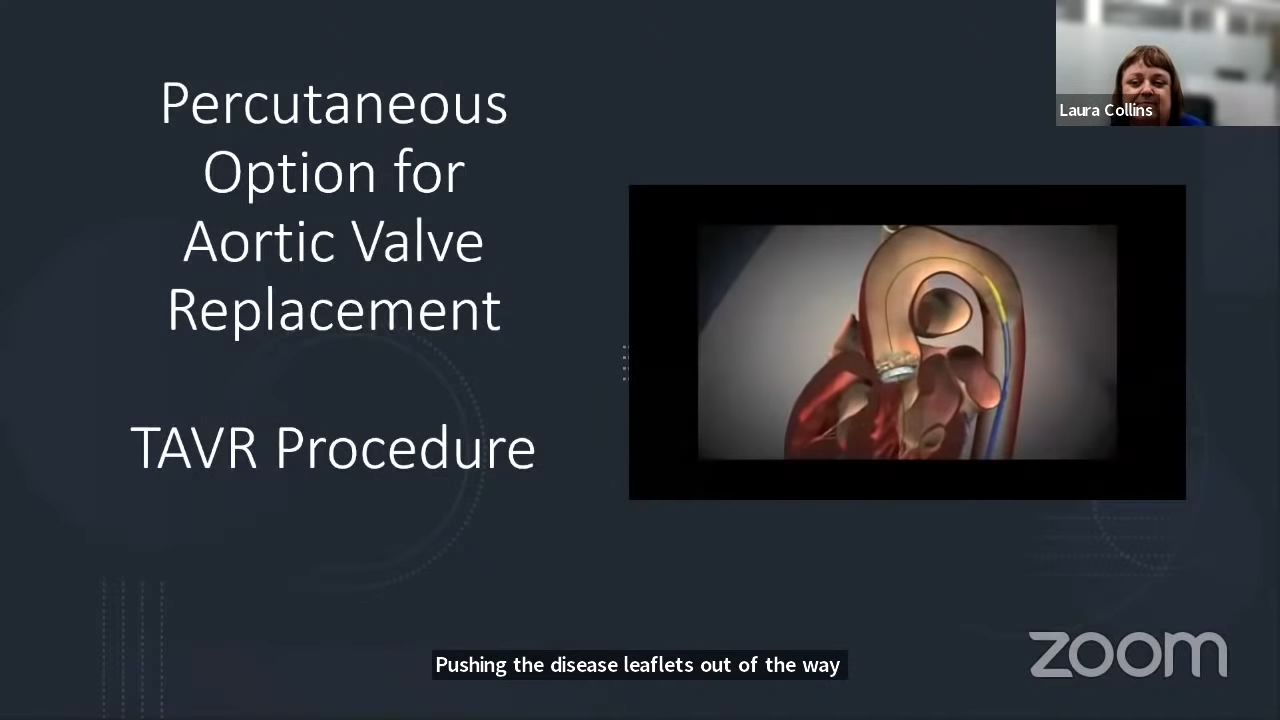 Percutaneous
Option for
Aortic Valve
Replacement
TAVR Procedure
Laura Collins
Pushing the disease leaflets out of the way
zoom